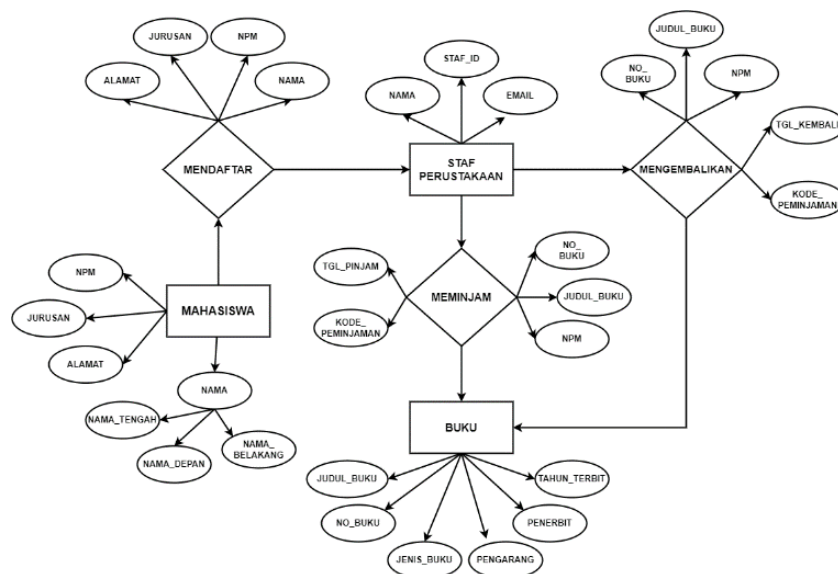 JURUSAN
NPM
ALAMAT
NAMA
MENDAFTAR
STAF_ID
NAMA
EMAIL
STAF
PERUSTAKAAN
JUDUL_BUKU
NO_
BUKU
NPM
MENGEMBALIKAN
TGL_KEMBALI
KODE_
PEMINJAMAN
NPM
JURUSAN
ALAMAT
MAHASISWA
NAMA
NAMA_TENGAH
NAMA_DEPAN
NAMA_
BELAKANG
TGL_PINJAM
KODE_
PEMINJAMAN
MEMINJAM
NO_
BUKU
JUDUL_BUKU
NPM
BUKU
JUDUL_BUKU
NO_BUKU
JENIS_BUKU
PENGARANG
PENERBIT
TAHUN_TERBIT